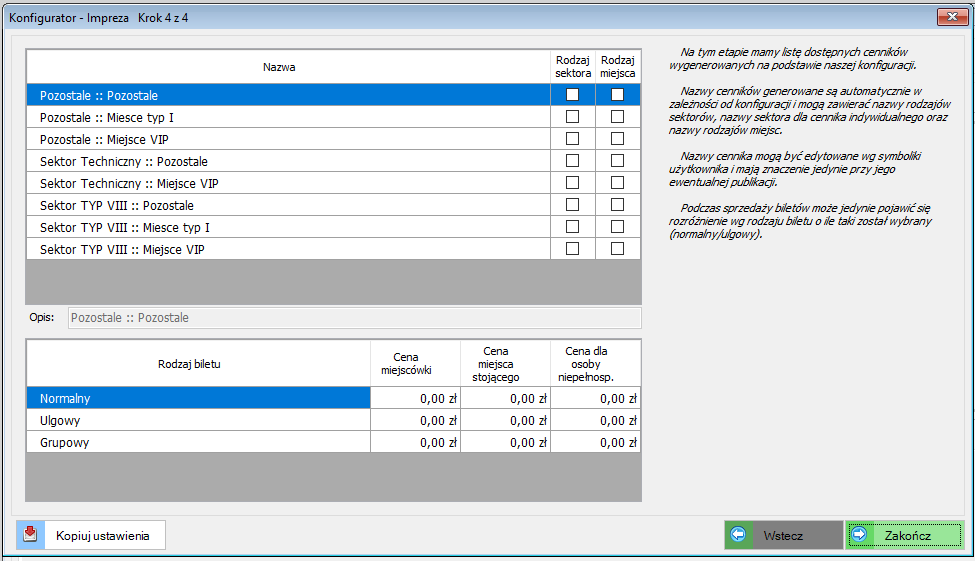 Konfigurator - Impreza   Krok 4 z 4
Nazwa
Rodzaj sektora
Rodzaj miejsca
Pozostale :: Pozostale
Pozostale :: Miesce typ I
Pozostale :: Miejsce VIP
Sektor Techniczny :: Pozostale
Sektor Techniczny :: Miejsce VIP
Sektor TYP VIII :: Pozostale
Sektor TYP VIII :: Miesce typ I
Sektor TYP VIII :: Miejsce VIP
Opis:
Pozostale :: Pozostale
Rodzaj biletu
Cena miejscówki
Cena miejsca stojącego
Cena dla osoby niepełnosp.
Normalny 0,00 zł 0,00 zł 0,00 zł
Ulgowy 0,00 zł 0,00 zł 0,00 zł
Grupowy 0,00 zł 0,00 zł 0,00 zł
Na tym etapie mamy listę dostępnych cenników
wygenerowanych na podstawie naszej konfiguracji.
Nazwy cenników generowane są automatycznie w
zależności od konfiguracji i mogą zawierać nazwy rodzajów
sektorów, nazwy sektora dla cennika indywidualnego oraz
nazwy rodzajów miejsc.
Nazwy cennika mogą być edytowane wg symboliki
użytkownika i mają znaczenie jedynie przy jego
ewentualnej publikacji.
Podczas sprzedaży biletów może jedynie pojawić się
rozróżnienie wg rodzaju biletu o ile taki został wybrany
(normalny/ulgowy).
Kopiuj ustawienia
Wstecz
Zakończ